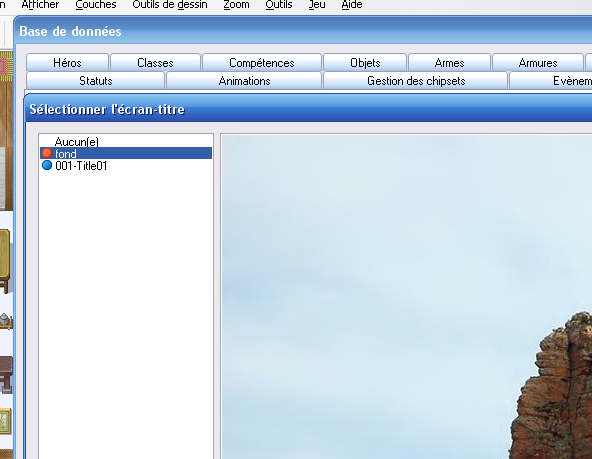 n Afficher Couches Outils de dessin Zoom Outils Jeu Aide
Base de données
Héros Classes Compétences Objets Armes Armures
Statuts Animations Gestion des chipsets Evènem
Sélectionner l'écran-titre
Aucun(e)
fond
001-Title01